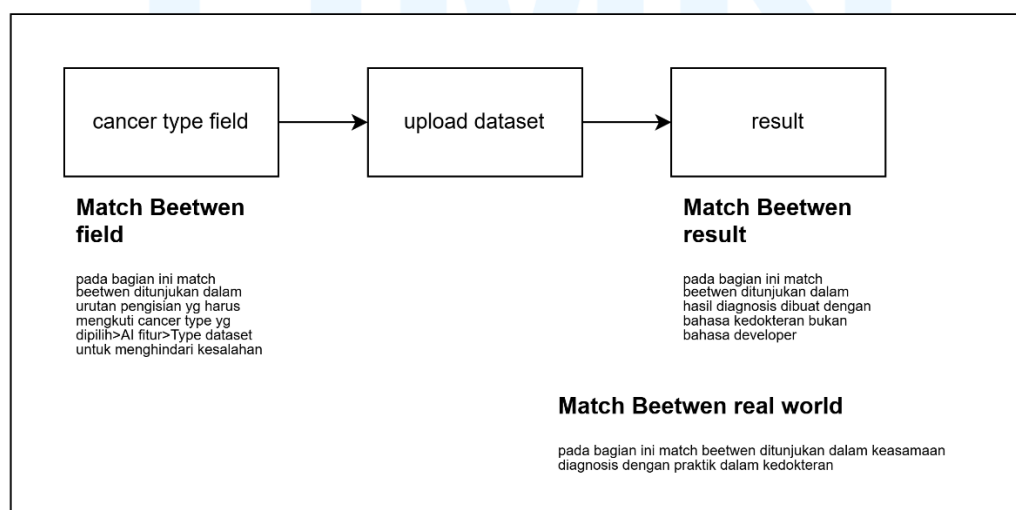 cancer type field
upload dataset
result
Match Beetwen
field
pada bagian ini match
beetwen ditunjukan dalam
urutan pengisian yg harus
mengkuti cancer type yg
dipilih>AI fitur>Type dataset
untuk menghindari kesalahan
Match Beetwen
result
pada bagian ini match
beetwen ditunjukan dalam
hasil diagnosis dibuat dengan
bahasa kedokteran bukan
bahasa developer
Match Beetwen real world
pada bagian ini match beetwen ditunjukan dalam keasamaan
diagnosis dengan praktik dalam kedokteran